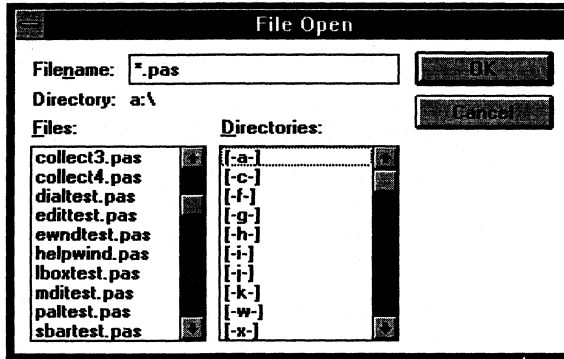 File Open
Filename: *.pas
OK
Directory: a:\
Cancel
Files:
Directories:
collect3.pas
collect4.pas
dialtest.pas
edittest.pas
ewndtest.pas
helpwind.pas
lboxtest.pas
mditest.pas
paltest.pas
sbartest.pas
[-a-]
[-c-]
[-f-]
[-g-]
[-h-]
[-i-]
[-j-]
[-k-]
[-w-]
[-x-]